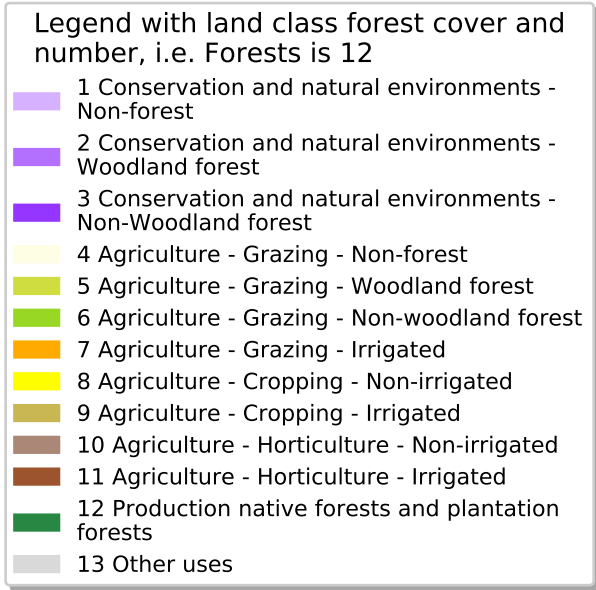 Legend with land class forest cover and
number, i.e. Forests is 12
1 Conservation and natural environments -
Non-forest
2 Conservation and natural environments -
Woodland forest
3 Conservation and natural environments -
Non-Woodland forest
4 Agriculture - Grazing - Non-forest
5 Agriculture - Grazing - Woodland forest
6 Agriculture - Grazing - Non-woodland forest
7 Agriculture - Grazing - Irrigated
8 Agriculture - Cropping - Non-irrigated
9 Agriculture - Cropping - Irrigated
10 Agriculture - Horticulture - Non-irrigated
11 Agriculture - Horticulture - Irrigated
12 Production native forests and plantation
forests
13 Other uses